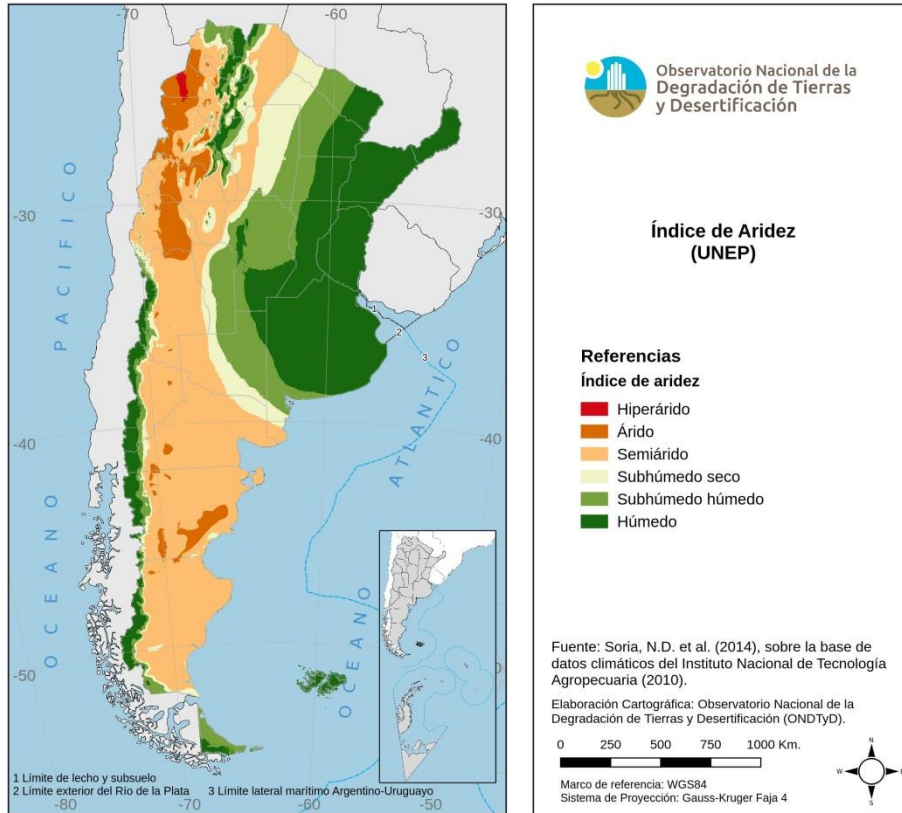 -70
-60
-30
-30
-40
-40
-50
-80
-70
-60
-50
OCEANO PACIFICO
OCEANO ATLANTICO
1
2
3
1 Límite de lecho y subsuelo
2 Límite exterior del Río de la Plata 3 Límite lateral marítimo Argentino-Uruguayo
Observatorio Nacional de la
Degradación de Tierras
y Desertificación
Índice de Aridez
(UNEP)
Referencias
Índice de aridez
Hiperárido
Árido
Semiárido
Subhúmedo seco
Subhúmedo húmedo
Húmedo
Fuente: Soria, N.D. et al. (2014), sobre la base de
datos climáticos del Instituto Nacional de Tecnología
Agropecuaria (2010).
Elaboración Cartográfica: Observatorio Nacional de la
Degradación de Tierras y Desertificación (ONDTyD).
0 250 500 750 1000 Km.
Marco de referencia: WGS84
Sistema de Proyección: Gauss-Kruger Faja 4
N
W
E
S